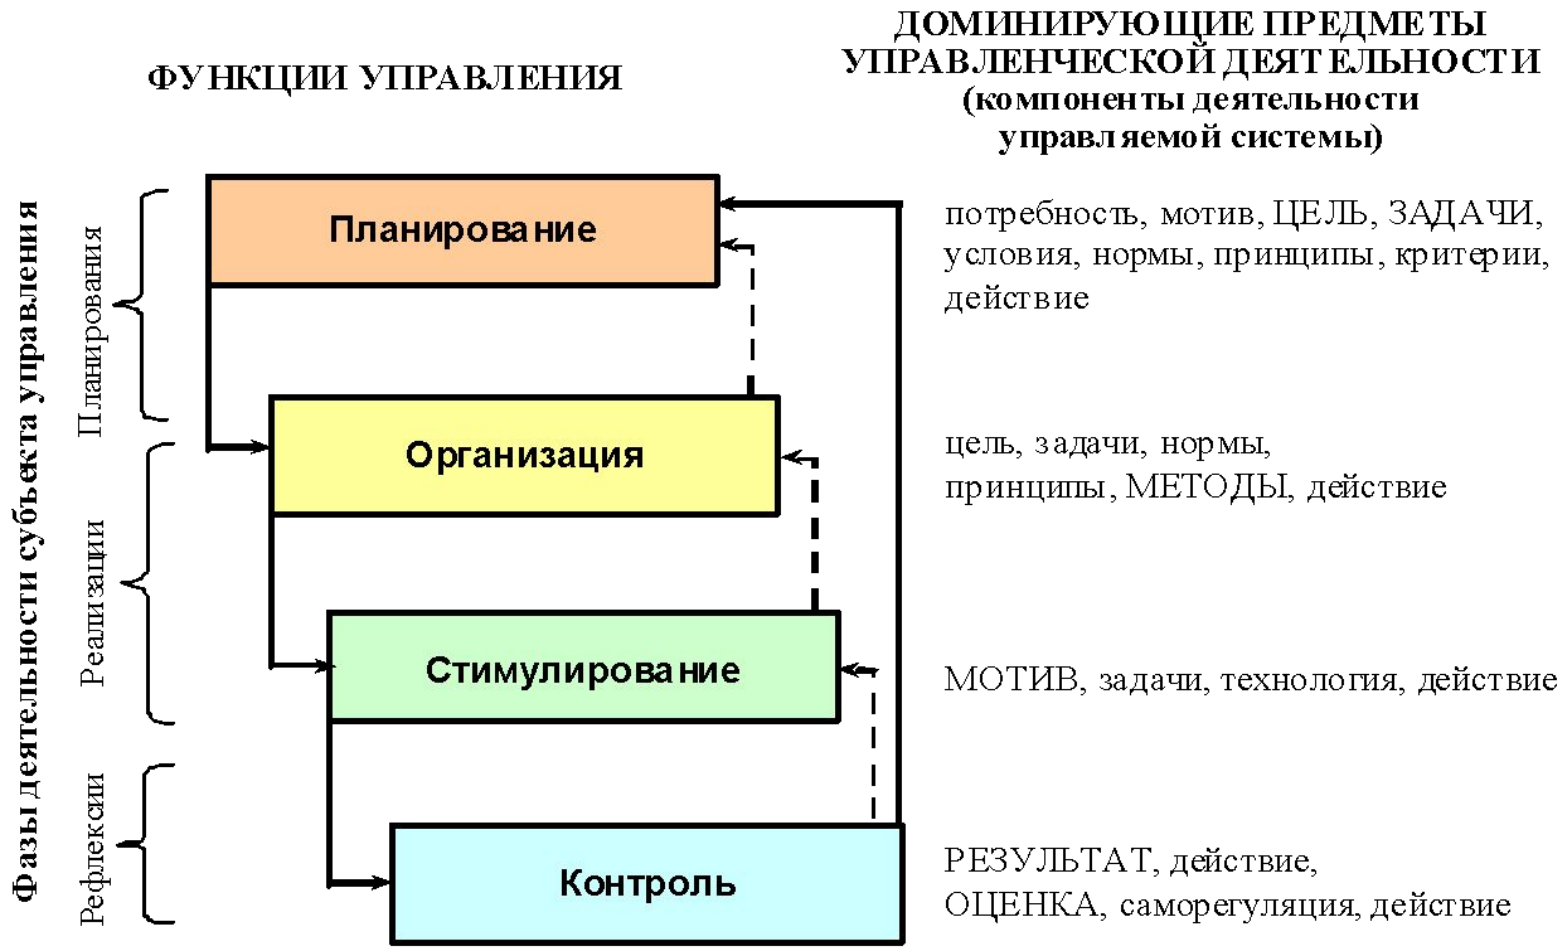 ФУНКЦИИ УПРАВЛЕНИЯ
ДОМИНИРУЮЩИЕ ПРЕДМЕТЫ
УПРАВЛЕНЧЕСКОЙ ДЕЯТЕЛЬНОСТИ
(компоненты деятельности
управляемой системы)
Фазы деятельности субъекта управления
Планирования
Планирование
потребность, мотив, ЦЕЛЬ, ЗАДАЧИ,
условия, нормы, принципы, критерии,
действие
Реализации
Организация
цель, задачи, нормы,
принципы, МЕТОДЫ, действие
Стимулирование
МОТИВ, задачи, технология, действие
Рефлексии
Контроль
РЕЗУЛЬТАТ, действие,
ОЦЕНКА, саморегуляция, действие